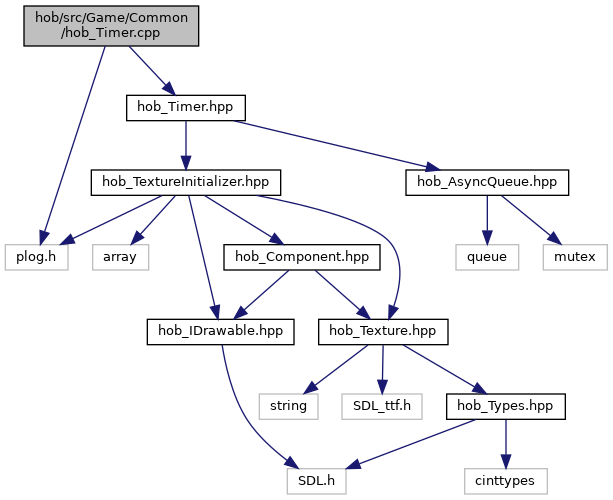 hob/src/Game/Common
/hob_Timer.cpp
hob_Timer.hpp
hob_TextureInitializer.hpp
hob_AsyncQueue.hpp
plog.h
array
hob_Component.hpp
queue
mutex
hob_IDrawable.hpp
hob_Texture.hpp
string
SDL_ttf.h
hob_Types.hpp
SDL.h
cinttypes